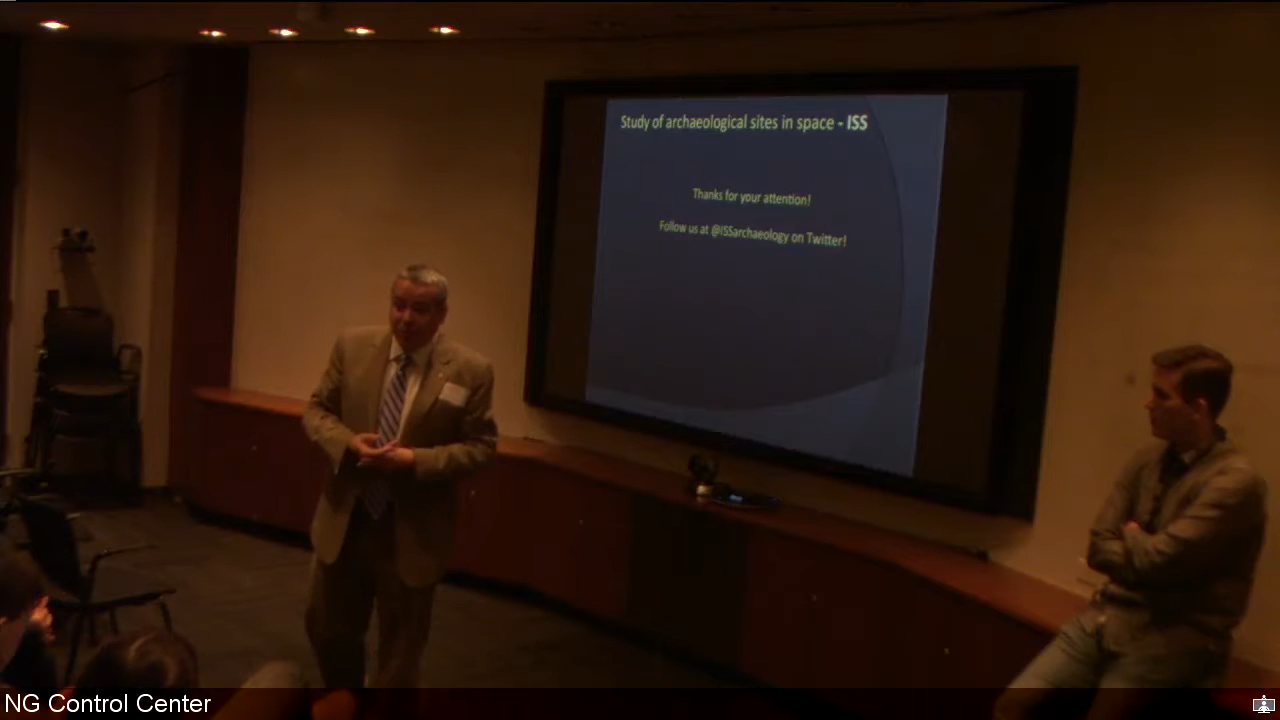 Study of archaeological sites in space - ISS
Thanks for your attention!
Follow us at @ISSarchaeology on Twitter!
NG Control Center